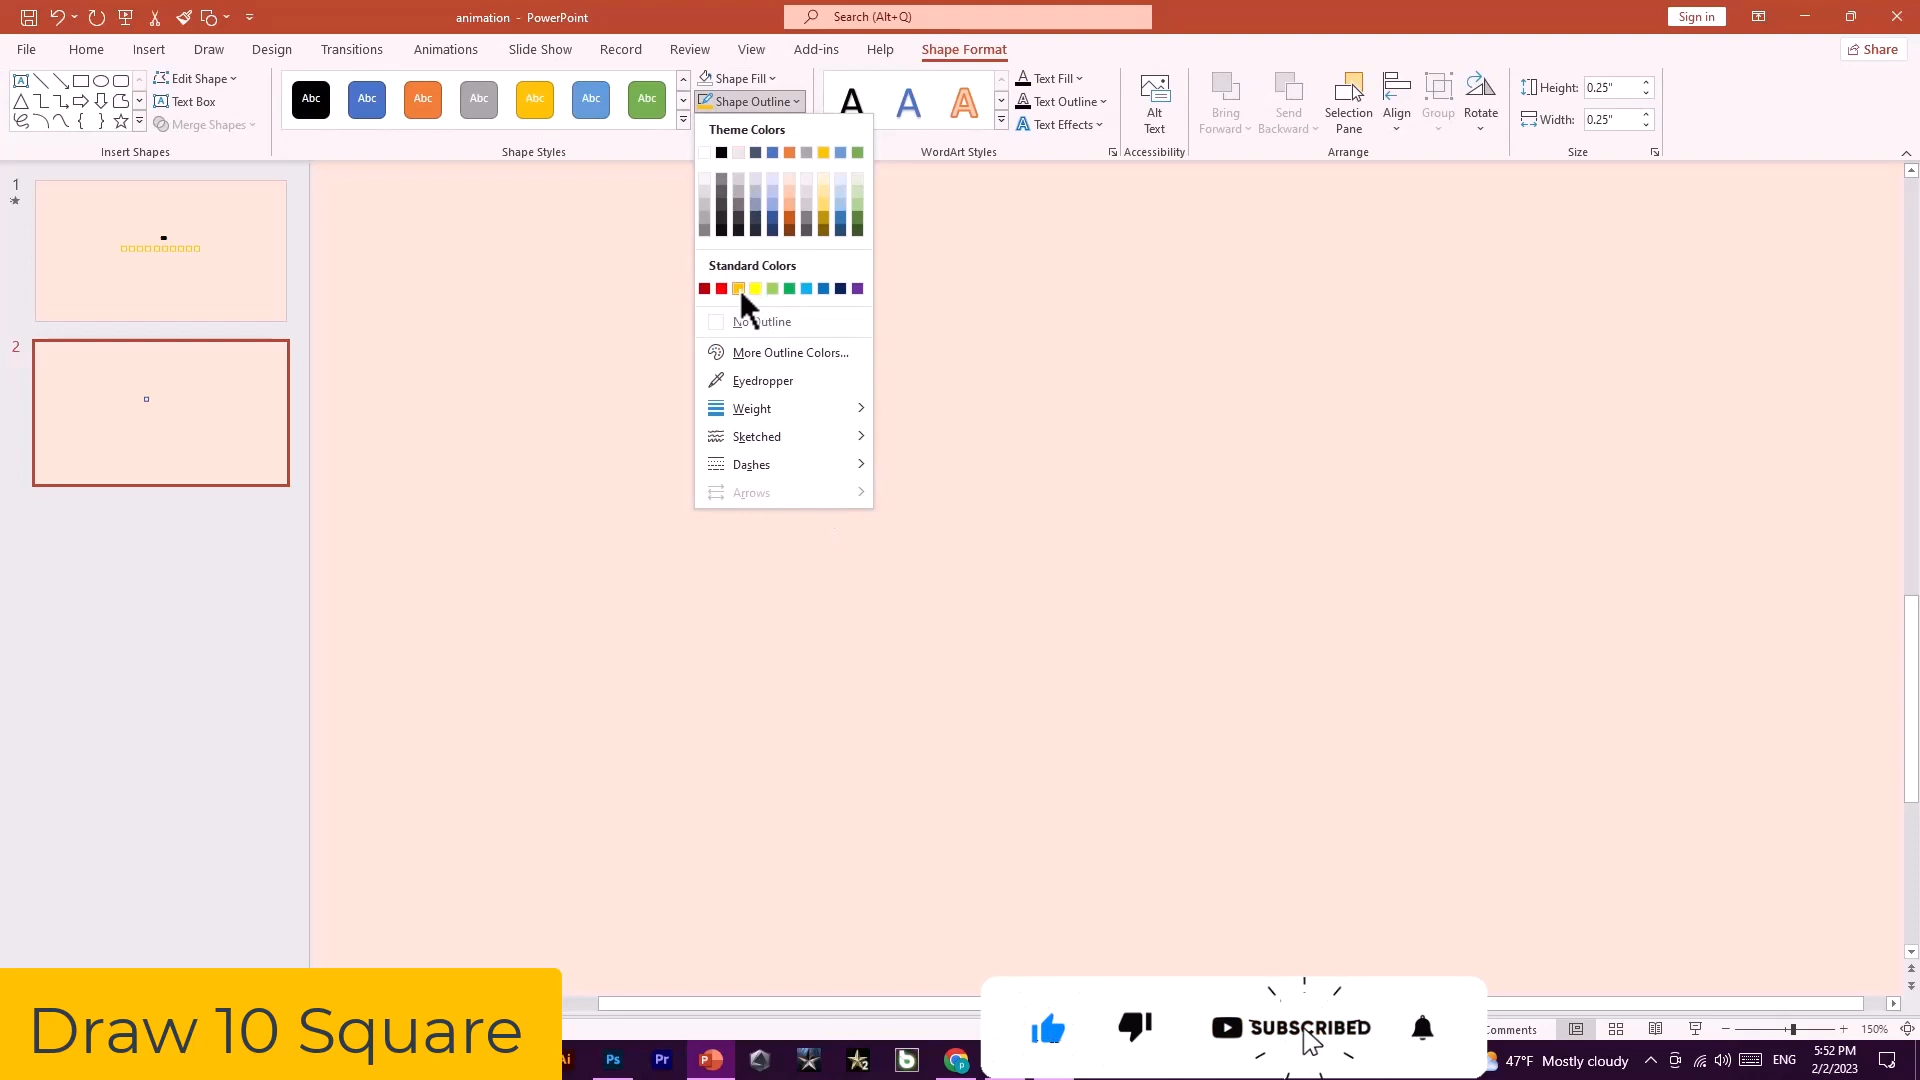 animation - PowerPoint
Search (Alt+Q)
Sign in
File Home Insert Draw Design Transitions Animations Slide Show Record Review View Add-ins Help Shape Format
Share
Edit Shape
Text Box
Merge Shapes
Insert Shapes
Abc Abc Abc Abc Abc Abc Abc
Shape Styles
Shape Fill
Shape Outline
Theme Colors
Standard Colors
No Outline
More Outline Colors...
Eyedropper
Weight
Sketched
Dashes
Arrows
A A A
Text Fill
Text Outline
Text Effects
WordArt Styles
Alt
Text
Accessibility
Bring
Forward
Send
Backward
Selection
Pane
Align
Group
Rotate
Arrange
Height: 0.25"
Width: 0.25"
Size
1
2
Draw 10 Square
SUBSCRIBED
Comments
150%
Ai Ps Pr
47°F Mostly cloudy
ENG
5:52 PM
2/2/2023